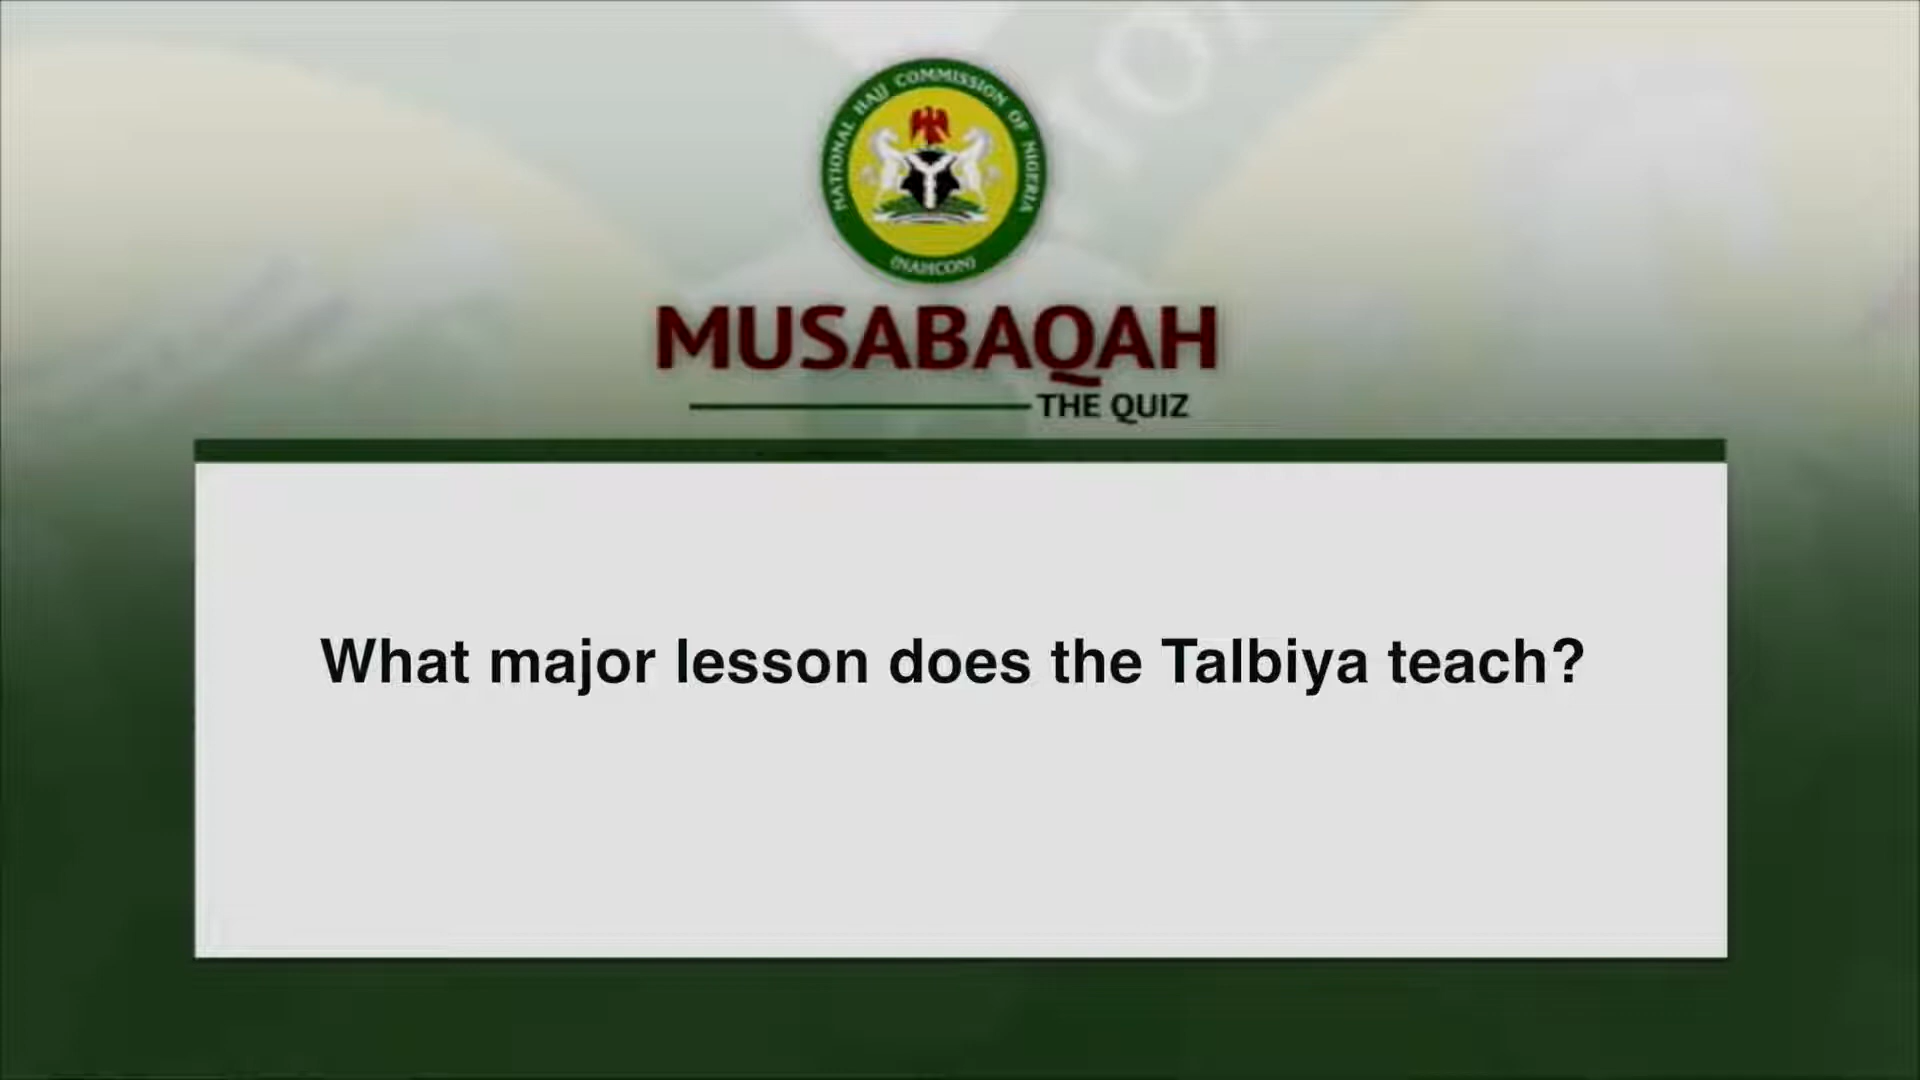 NATIONAL HAJJ COMMISSION OF NIGERIA
(NAHCON)
MUSABAQAH
THE QUIZ
What major lesson does the Talbiya teach?